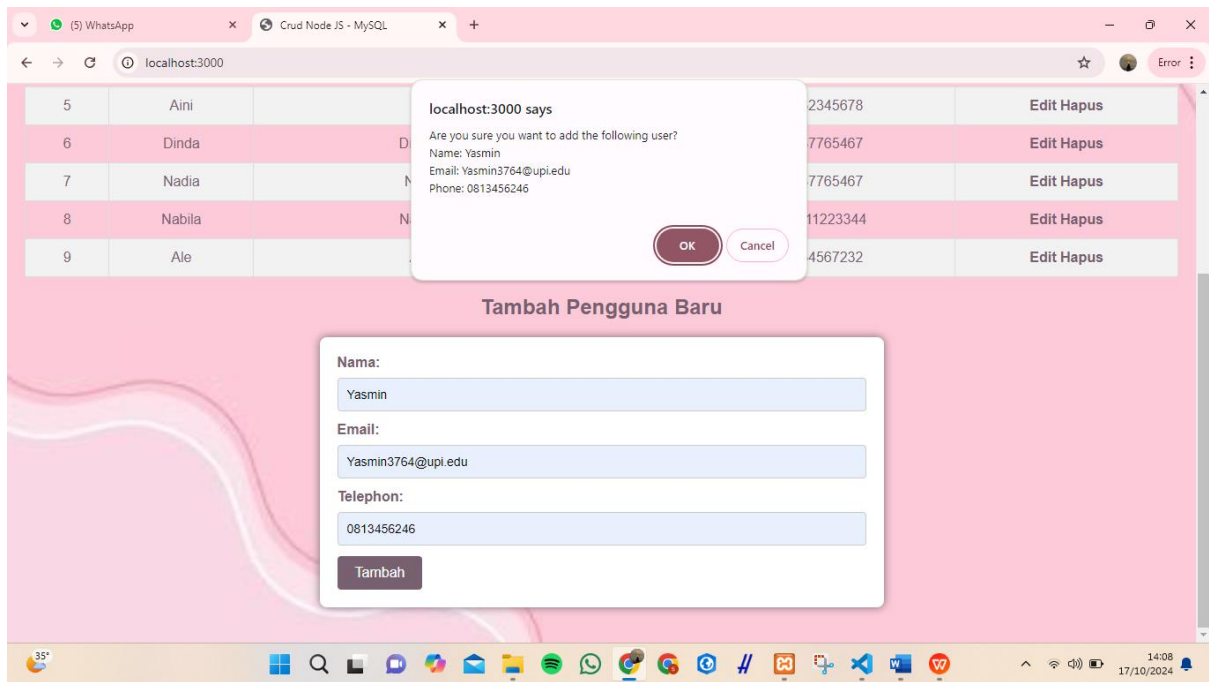 (5) WhatsApp
Crud Node JS - MySQL
localhost:3000
Error
5 Aini 2345678 Edit Hapus
6 Dinda D 7765467 Edit Hapus
7 Nadia N 7765467 Edit Hapus
8 Nabila Na 11223344 Edit Hapus
9 Ale 4567232 Edit Hapus
localhost:3000 says
Are you sure you want to add the following user?
Name: Yasmin
Email: Yasmin3764@upi.edu
Phone: 0813456246
OK Cancel
Tambah Pengguna Baru
Nama:
Yasmin
Email:
Yasmin3764@upi.edu
Telephon:
0813456246
Tambah
35°
14:08
17/10/2024